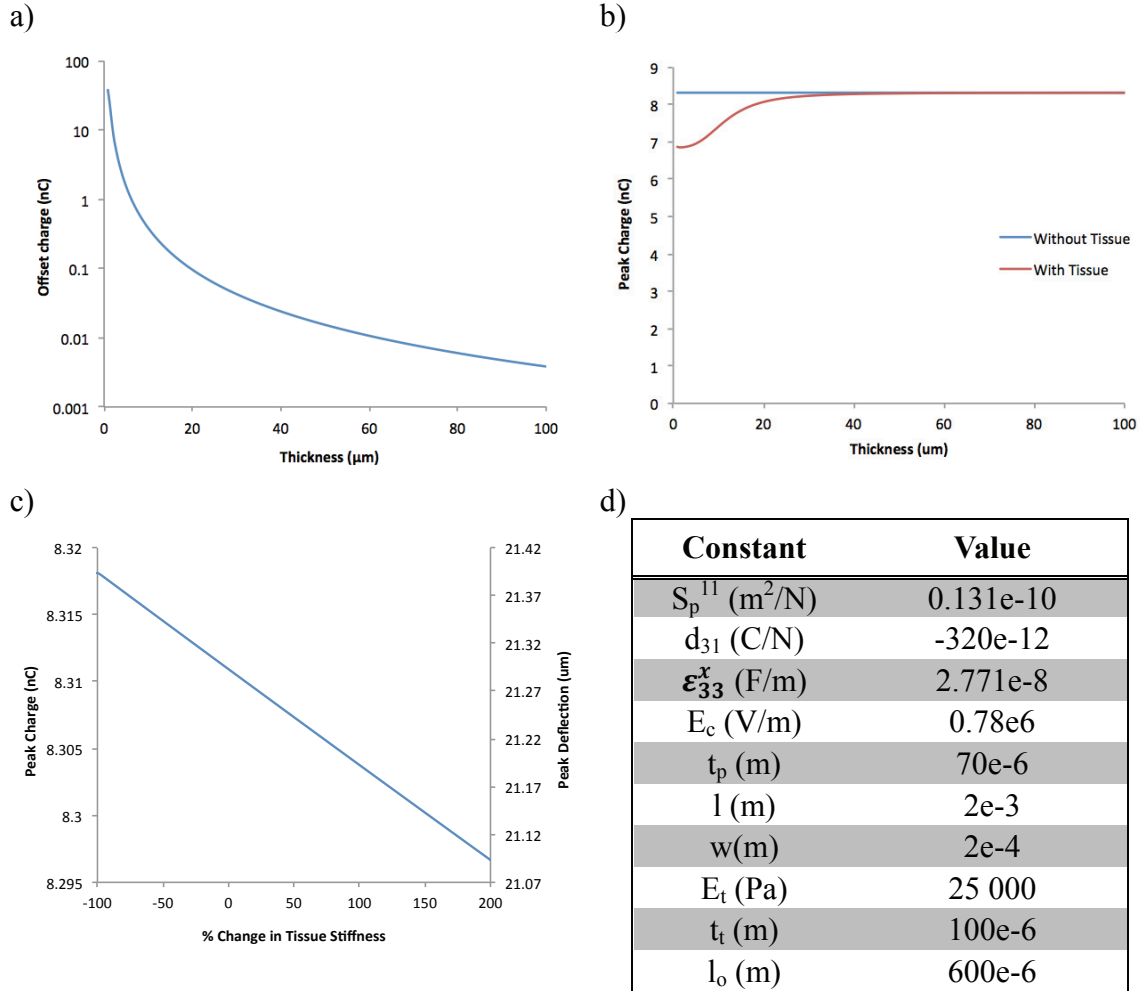 a)
100
10
1
0.1
0.01
0.001
Offset charge (nC)
0 20 40 60 80 100
Thickness (μm)
b)
9
8
7
6
5
4
3
2
1
0
Peak Charge (nC)
Without Tissue
With Tissue
0 20 40 60 80 100
Thickness (um)
c)
8.32
8.315
8.31
8.305
8.3
8.295
Peak Charge (nC)
21.42
21.37
21.32
21.27
21.22
21.17
21.12
21.07
Peak Deflection (um)
-100 -50 0 50 100 150 200
% Change in Tissue Stiffness
d)
Constant Value
Sₚ¹¹ (m²/N) 0.131e-10
d₃₁ (C/N) -320e-12
ε₃₃ˣ (F/m) 2.771e-8
E_c (V/m) 0.78e6
tₚ (m) 70e-6
l (m) 2e-3
w(m) 2e-4
Eₜ (Pa) 25 000
tₜ (m) 100e-6
lₒ (m) 600e-6